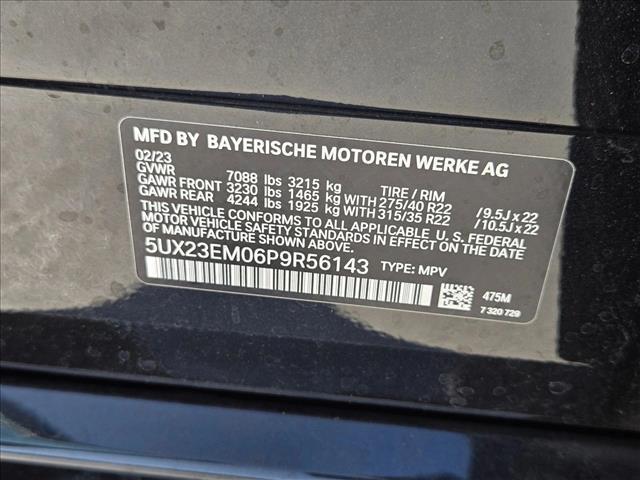 MFD BY BAYERISCHE MOTOREN WERKE AG
02/23
GVWR 7088 lbs 3215 kg TIRE / RIM
GAWR FRONT 3230 lbs 1465 kg WITH 275/40 R22 / 9.5J x 22
GAWR REAR 4244 lbs 1925 kg WITH 315/35 R22 / 10.5J x 22
THIS VEHICLE CONFORMS TO ALL APPLICABLE U.S. FEDERAL
MOTOR VEHICLE SAFETY STANDARDS IN EFFECT ON THE DATE
OF MANUFACTURE SHOWN ABOVE.
5UX23EM06P9R56143 TYPE: MPV
475M
7 320 729